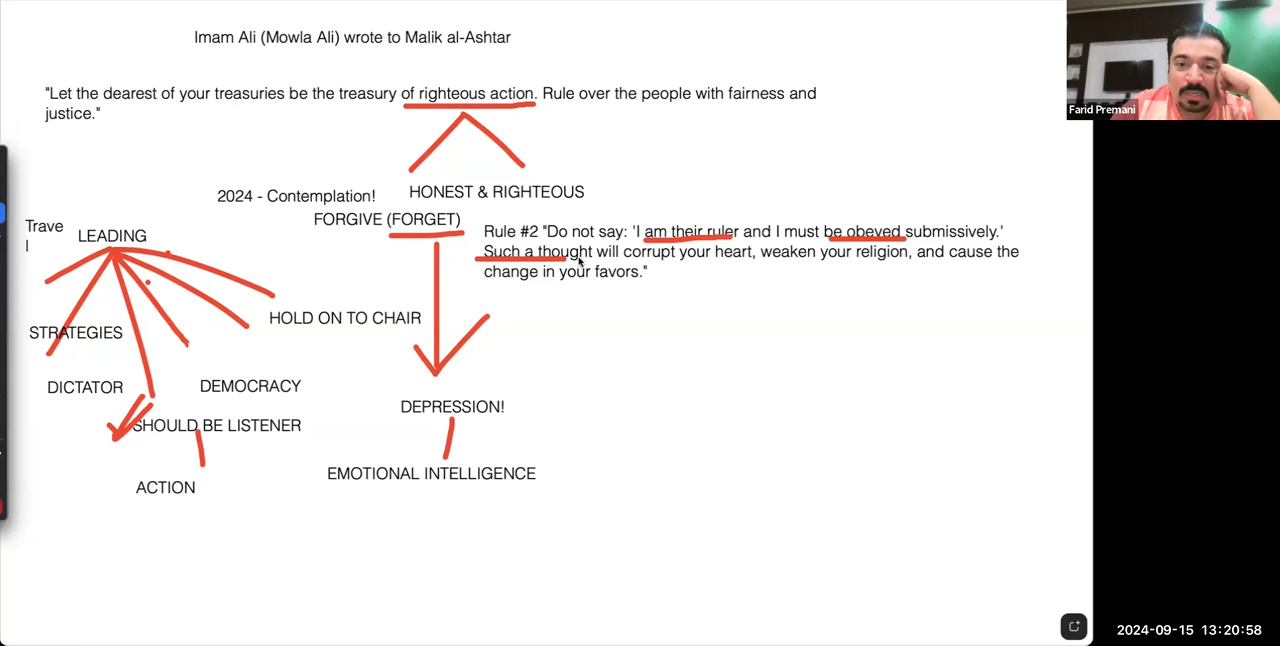 Imam Ali (Mowla Ali) wrote to Malik al-Ashtar
Farid Premani
"Let the dearest of your treasuries be the treasury of righteous action. Rule over the people with fairness and
justice."
2024 - Contemplation!
HONEST & RIGHTEOUS
FORGIVE (FORGET)
Trave
l
LEADING
Rule #2 "Do not say: 'I am their ruler and I must be obeyed submissively.'
Such a thought will corrupt your heart, weaken your religion, and cause the
change in your favors."
HOLD ON TO CHAIR
STRATEGIES
DICTATOR
DEMOCRACY
DEPRESSION!
SHOULD BE LISTENER
EMOTIONAL INTELLIGENCE
ACTION
2024-09-15 13:20:58